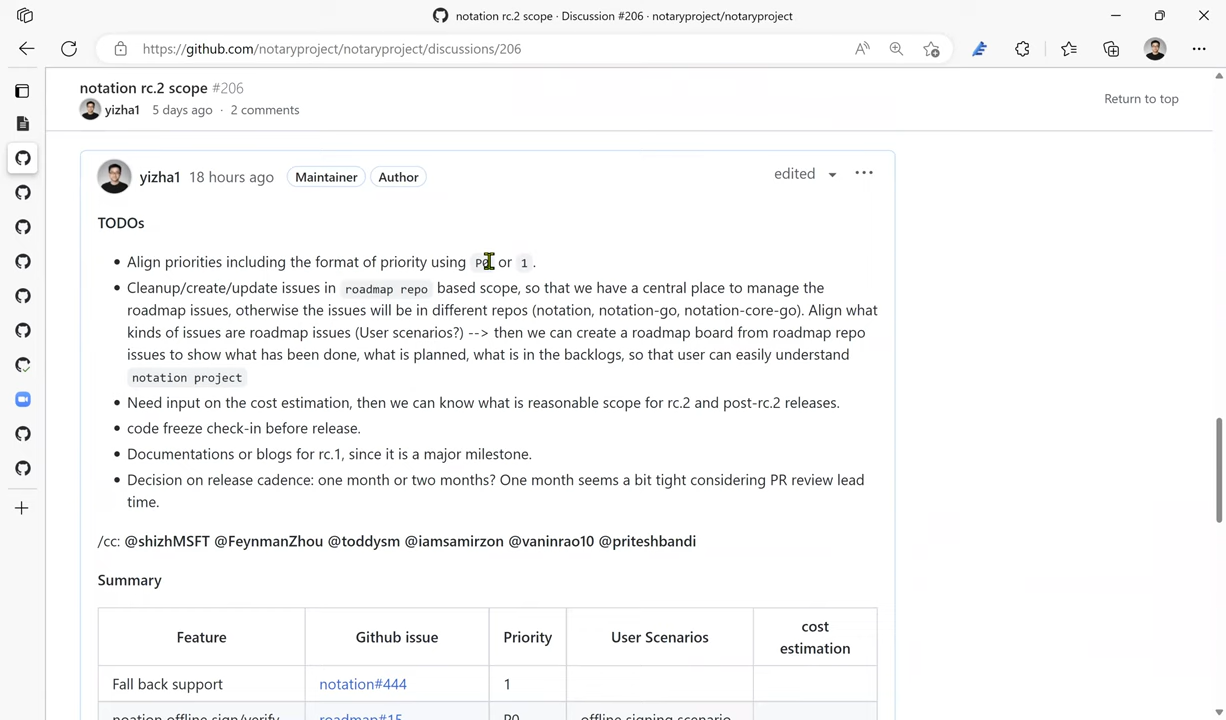 notation rc.2 scope · Discussion #206 · notaryproject/notaryproject
https://github.com/notaryproject/notaryproject/discussions/206
notation rc.2 scope #206
yizha1 5 days ago · 2 comments
Return to top
yizha1 18 hours ago Maintainer Author
edited
TODOs
• Align priorities including the format of priority using P0 or 1 .
• Cleanup/create/update issues in roadmap repo based scope, so that we have a central place to manage the
roadmap issues, otherwise the issues will be in different repos (notation, notation-go, notation-core-go). Align what
kinds of issues are roadmap issues (User scenarios?) --> then we can create a roadmap board from roadmap repo
issues to show what has been done, what is planned, what is in the backlogs, so that user can easily understand
notation project
• Need input on the cost estimation, then we can know what is reasonable scope for rc.2 and post-rc.2 releases.
• code freeze check-in before release.
• Documentations or blogs for rc.1, since it is a major milestone.
• Decision on release cadence: one month or two months? One month seems a bit tight considering PR review lead
time.
/cc: @shizhMSFT @FeynmanZhou @toddysm @iamsamirzon @vaninrao10 @priteshbandi
Summary
Feature Github issue Priority User Scenarios cost estimation
Fall back support notation#444 1
noation offline sign/verify roadmap#15 P0 offline signing scenario